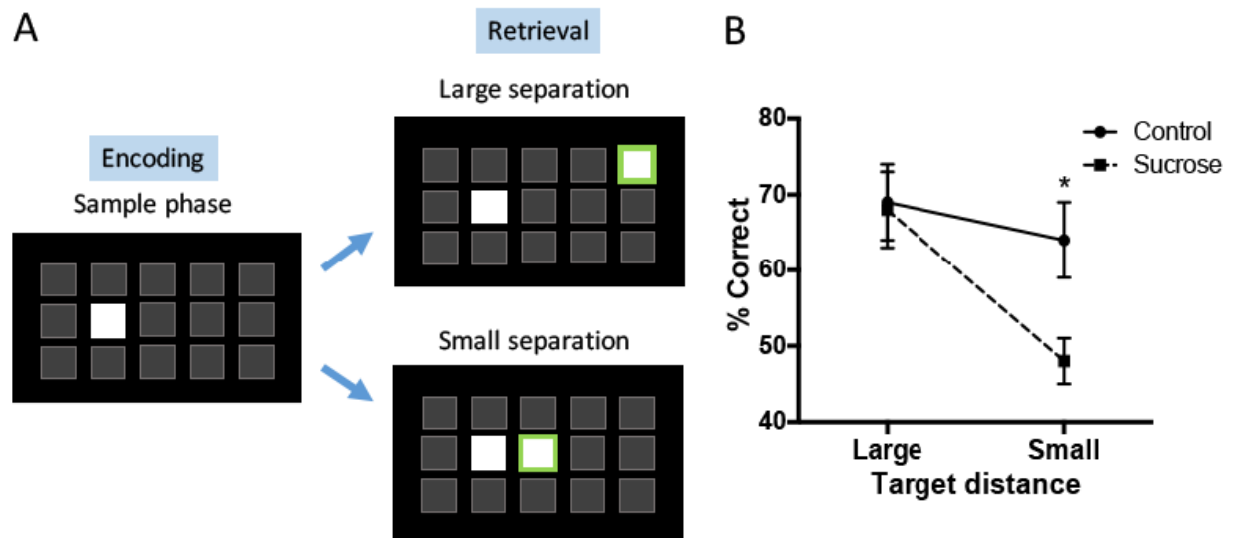 A
Encoding
Sample phase
Retrieval
Large separation
Small separation
B
80
70
60
50
40
% Correct
Control
Sucrose
*
Large
Small
Target distance